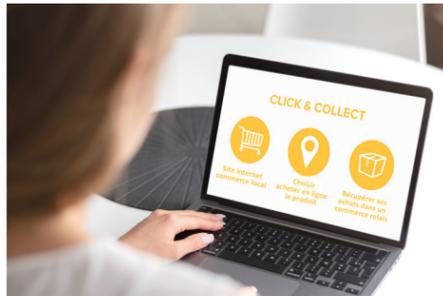 CLICK & COLLECT
Site internet
commerce local
Choisir
acheter en ligne
le produit
Récupérer ses
achats dans un
commerce relais